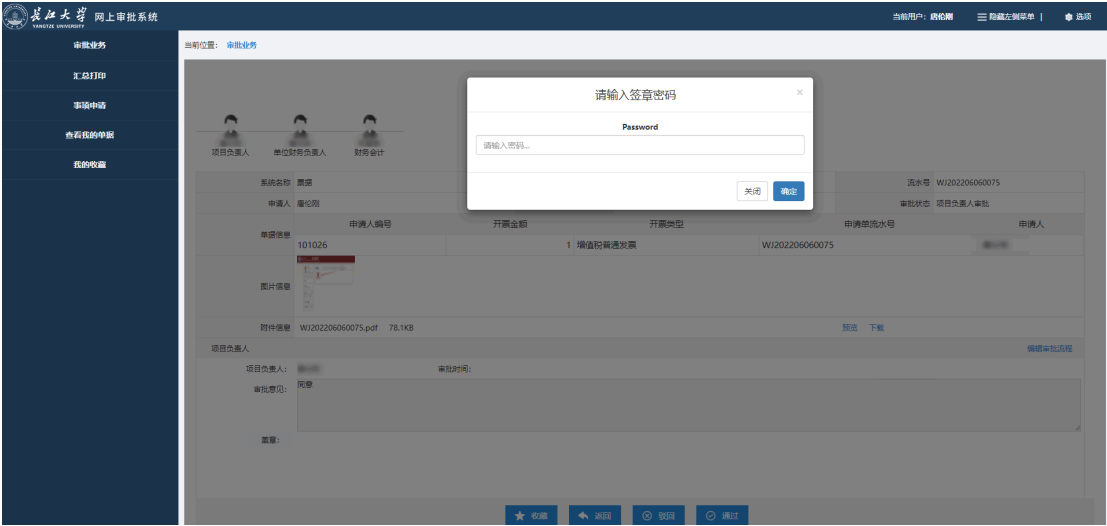 长江大学 网上审批系统
YANGTZE UNIVERSITY
当前用户：唐伦刚 隐藏左侧菜单 | 选项
审批业务
汇总打印
事项申请
查看我的单据
我的收藏
当前位置： 审批业务
请输入签章密码 ×
Password
请输入密码...
关闭 确定
项目负责人 单位财务负责人 财务会计
系统名称 票据 流水号 WJ202206060075
申请人 唐伦刚 审批状态 项目负责人审批
单据信息
申请人编号 开票金额 开票类型 申请单流水号 申请人
101026 1 增值税普通发票 WJ202206060075
图片信息
附件信息 WJ202206060075.pdf 78.1KB 预览 下载
项目负责人 编辑审批流程
项目负责人： 审批时间：
审批意见： 同意
盖章：
收藏 返回 驳回 通过